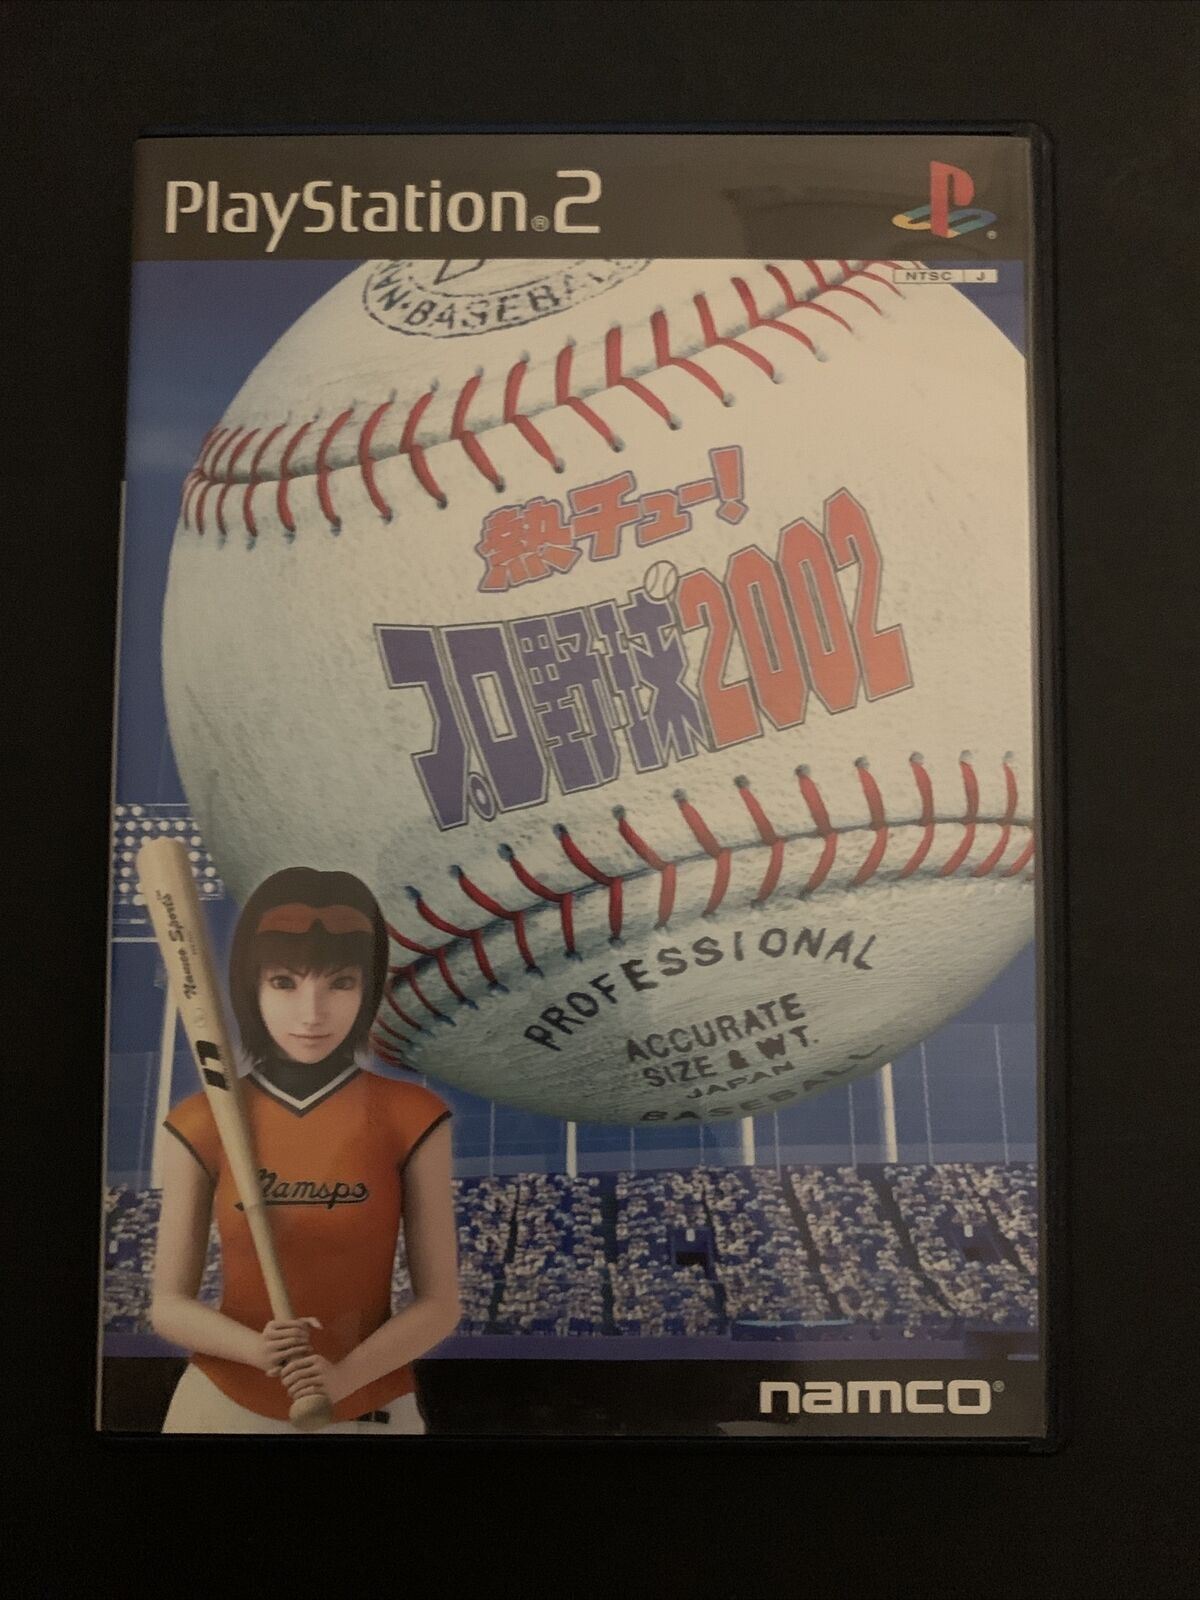 PlayStation®2
NTSC J
BASEBALL
熱チュー!
プロ野球2002
PROFESSIONAL
ACCURATE
SIZE & WT.
JAPAN
BASEBALL
Namco Sports
n
Namspo
namco®